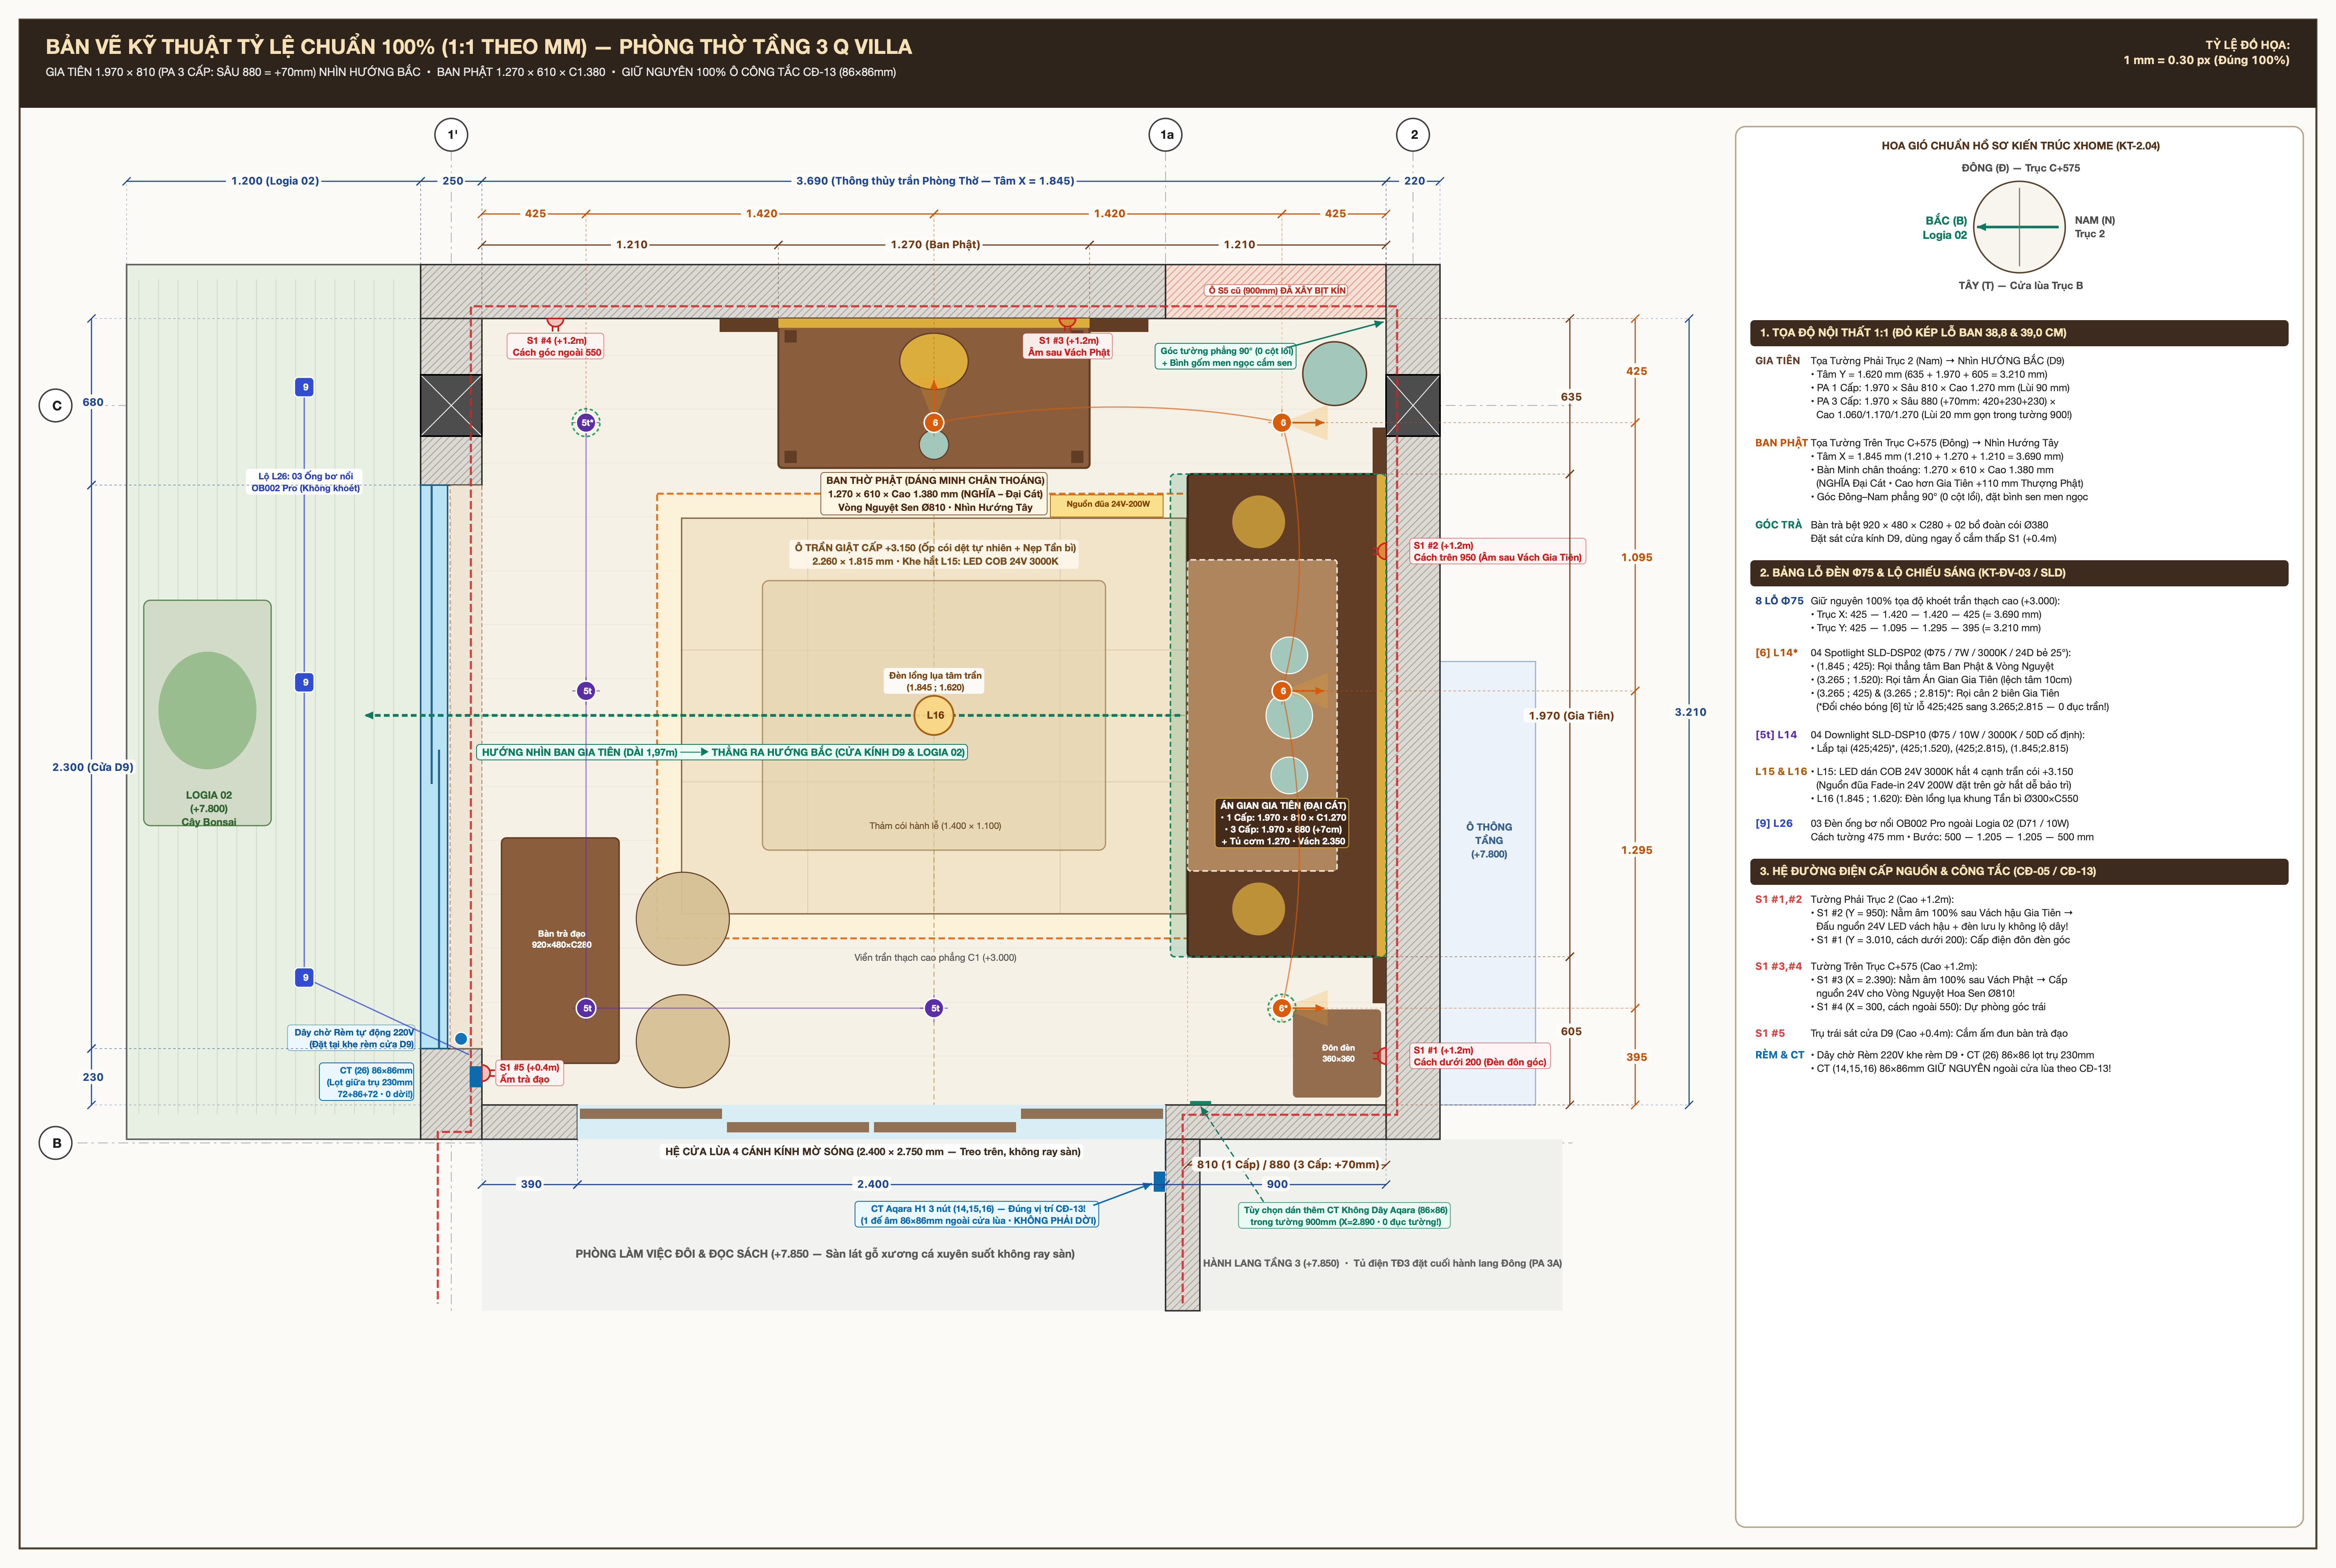 BẢN VẼ KỸ THUẬT TỶ LỆ CHUẨN 100% (1:1 THEO MM) — PHÒNG THỜ TẦNG 3 Q VILLA
GIA TIÊN 1.970 × 810 (PA 3 CẤP: SÂU 880 = +70mm) NHÌN HƯỚNG BẮC • BAN PHẬT 1.270 × 610 × C1.380 • GIỮ NGUYÊN 100% Ổ CÔNG TẮC CĐ-13 (86×86mm)
TỶ LỆ ĐỒ HỌA:
1 mm = 0.30 px (Đúng 100%)
1'
1a
2
1.200 (Logia 02)
250
3.690 (Thông thủy trần Phòng Thờ — Tâm X = 1.845)
220
425
1.420
1.420
425
1.210
1.270 (Ban Phật)
1.210
Ô S5 cũ (900mm) ĐÃ XÂY BỊT KÍN
S1 #4 (+1.2m)
Cách góc ngoài 550
S1 #3 (+1.2m)
Âm sau Vách Phật
Góc tường phẳng 90° (0 cột lồi)
+ Bình gốm men ngọc cắm sen
C
680
9
5t*
6
6
635
425
Lộ L26: 03 Ống bơ nổi
OB002 Pro (Không khoét)
BAN THỜ PHẬT (DÁNG MINH CHÂN THOÁNG)
1.270 × 610 × Cao 1.380 mm (NGHĨA – Đại Cát)
Vòng Nguyệt Sen Ø810 • Nhìn Hướng Tây
Nguồn đũa 24V-200W
Ô TRẦN GIẬT CẤP +3.150 (Ốp cói dệt tự nhiên + Nẹp Tần bì)
2.260 × 1.815 mm • Khe hắt L15: LED COB 24V 3000K
S1 #2 (+1.2m)
Cách trên 950 (Âm sau Vách Gia Tiên)
1.095
9
5t
Đèn lồng lụa tâm trần
(1.845 ; 1.620)
L16
6
1.970 (Gia Tiên)
3.210
HƯỚNG NHÌN BAN GIA TIÊN (DÀI 1,97m) ──▶ THẲNG RA HƯỚNG BẮC (CỬA KÍNH D9 & LOGIA 02)
2.300 (Cửa D9)
LOGIA 02
(+7.800)
Cây Bonsai
Thảm cói hành lễ (1.400 × 1.100)
ÁN GIAN GIA TIÊN (ĐẠI CÁT)
• 1 Cấp: 1.970 x 810 × C1.270
• 3 Cấp: 1.970 × 880 (+7cm)
+ Tủ cơm 1.270 • Vách 2.350
Ô THÔNG
TẦNG
(+7.800)
1.295
Bàn trà đạo
920×480×C280
Viền trần thạch cao phẳng C1 (+3.000)
9
5t
5t
6*
Dây chờ Rèm tự động 220V
(Đặt tại khe rèm cửa D9)
CT (26) 86×86mm
(Lọt giữa trụ 230mm
72+86+72 • 0 dời!)
S1 #5 (+0.4m)
Ấm trà đạo
Đôn đèn
360×360
S1 #1 (+1.2m)
Cách dưới 200 (Đèn đôn góc)
605
395
230
B
HỆ CỬA LÙA 4 CÁNH KÍNH MỜ SÓNG (2.400 × 2.750 mm — Treo trên, không ray sàn)
810 (1 Cấp) / 880 (3 Cấp: +70mm)
390
2.400
900
CT Aqara H1 3 nút (14,15,16) — Đúng vị trí CĐ-13!
(1 đế âm 86×86mm ngoài cửa lùa • KHÔNG PHẢI DỜI)
Tùy chọn dán thêm CT Không Dây Aqara (86×86)
trong tường 900mm (X=2.890 • 0 đục tường!)
PHÒNG LÀM VIỆC ĐÔI & ĐỌC SÁCH (+7.850 — Sàn lát gỗ xương cá xuyên suốt không ray sàn)
HÀNH LANG TẦNG 3 (+7.850) • Tủ điện TĐ3 đặt cuối hành lang Đông (PA 3A)
HOA GIÓ CHUẨN HỒ SƠ KIẾN TRÚC XHOME (KT-2.04)
ĐÔNG (Đ) — Trục C+575
BẮC (B)
Logia 02
NAM (N)
Trục 2
TÂY (T) — Cửa lùa Trục B
1. TỌA ĐỘ NỘI THẤT 1:1 (ĐỎ KÉP LỖ BAN 38,8 & 39,0 CM)
GIA TIÊN Tọa Tường Phải Trục 2 (Nam) → Nhìn HƯỚNG BẮC (D9)
• Tâm Y = 1.620 mm (635 + 1.970 + 605 = 3.210 mm)
• PA 1 Cấp: 1.970 × Sâu 810 × Cao 1.270 mm (Lùi 90 mm)
• PA 3 Cấp: 1.970 × Sâu 880 (+70mm: 420+230+230) ×
Cao 1.060/1.170/1.270 (Lùi 20 mm gọn trong tường 900!)
BAN PHẬT Tọa Tường Trên Trục C+575 (Đông) → Nhìn Hướng Tây
• Tâm X = 1.845 mm (1.210 + 1.270 + 1.210 = 3.690 mm)
• Bàn Minh chân thoáng: 1.270 × 610 × Cao 1.380 mm
(NGHĨA Đại Cát • Cao hơn Gia Tiên +110 mm Thượng Phật)
• Góc Đông–Nam phẳng 90° (0 cột lồi), đặt bình sen men ngọc
GÓC TRÀ Bàn trà bệt 920 × 480 × C280 + 02 bồ đoàn cói Ø380
Đặt sát cửa kính D9, dùng ngay ổ cắm thấp S1 (+0.4m)
2. BẢNG LỖ ĐÈN Φ75 & LỘ CHIẾU SÁNG (KT-ĐV-03 / SLD)
8 LỖ Φ75 Giữ nguyên 100% tọa độ khoét trần thạch cao (+3.000):
• Trục X: 425 — 1.420 — 1.420 — 425 (= 3.690 mm)
• Trục Y: 425 — 1.095 — 1.295 — 395 (= 3.210 mm)
[6] L14* 04 Spotlight SLD-DSP02 (Φ75 / 7W / 3000K / 24D bẻ 25°):
• (1.845 ; 425): Rọi thẳng tâm Ban Phật & Vòng Nguyệt
• (3.265 ; 1.520): Rọi tâm Án Gian Gia Tiên (lệch tâm 10cm)
• (3.265 ; 425) & (3.265 ; 2.815)*: Rọi cân 2 biên Gia Tiên
(*Đổi chéo bóng [6] từ lỗ 425;425 sang 3.265;2.815 — 0 đục trần!)
[5t] L14 04 Downlight SLD-DSP10 (Φ75 / 10W / 3000K / 50D cố định):
• Lắp tại (425;425)*, (425;1.520), (425;2.815), (1.845;2.815)
L15 & L16 • L15: LED dán COB 24V 3000K hắt 4 cạnh trần cói +3.150
(Nguồn đũa Fade-in 24V 200W đặt trên gờ hắt dễ bảo trì)
• L16 (1.845 ; 1.620): Đèn lồng lụa khung Tần bì Ø300×C550
[9] L26 03 Đèn ống bơ nổi OB002 Pro ngoài Logia 02 (D71 / 10W)
Cách tường 475 mm • Bước: 500 — 1.205 — 1.205 — 500 mm
3. HỆ ĐƯỜNG ĐIỆN CẤP NGUỒN & CÔNG TẮC (CĐ-05 / CĐ-13)
S1 #1,#2 Tường Phải Trục 2 (Cao +1.2m):
• S1 #2 (Y = 950): Nằm âm 100% sau Vách hậu Gia Tiên →
Đấu nguồn 24V LED vách hậu + đèn lưu ly không lộ dây!
• S1 #1 (Y = 3.010, cách dưới 200): Cấp điện đôn đèn góc
S1 #3,#4 Tường Trên Trục C+575 (Cao +1.2m):
• S1 #3 (X = 2.390): Nằm âm 100% sau Vách Phật → Cấp
nguồn 24V cho Vòng Nguyệt Hoa Sen Ø810!
• S1 #4 (X = 300, cách ngoài 550): Dự phòng góc trái
S1 #5 Trụ trái sát cửa D9 (Cao +0.4m): Cắm ấm đun bàn trà đạo
RÈM & CT • Dây chờ Rèm 220V khe rèm D9 • CT (26) 86×86 lọt trụ 230mm
• CT (14,15,16) 86×86mm GIỮ NGUYÊN ngoài cửa lùa theo CĐ-13!